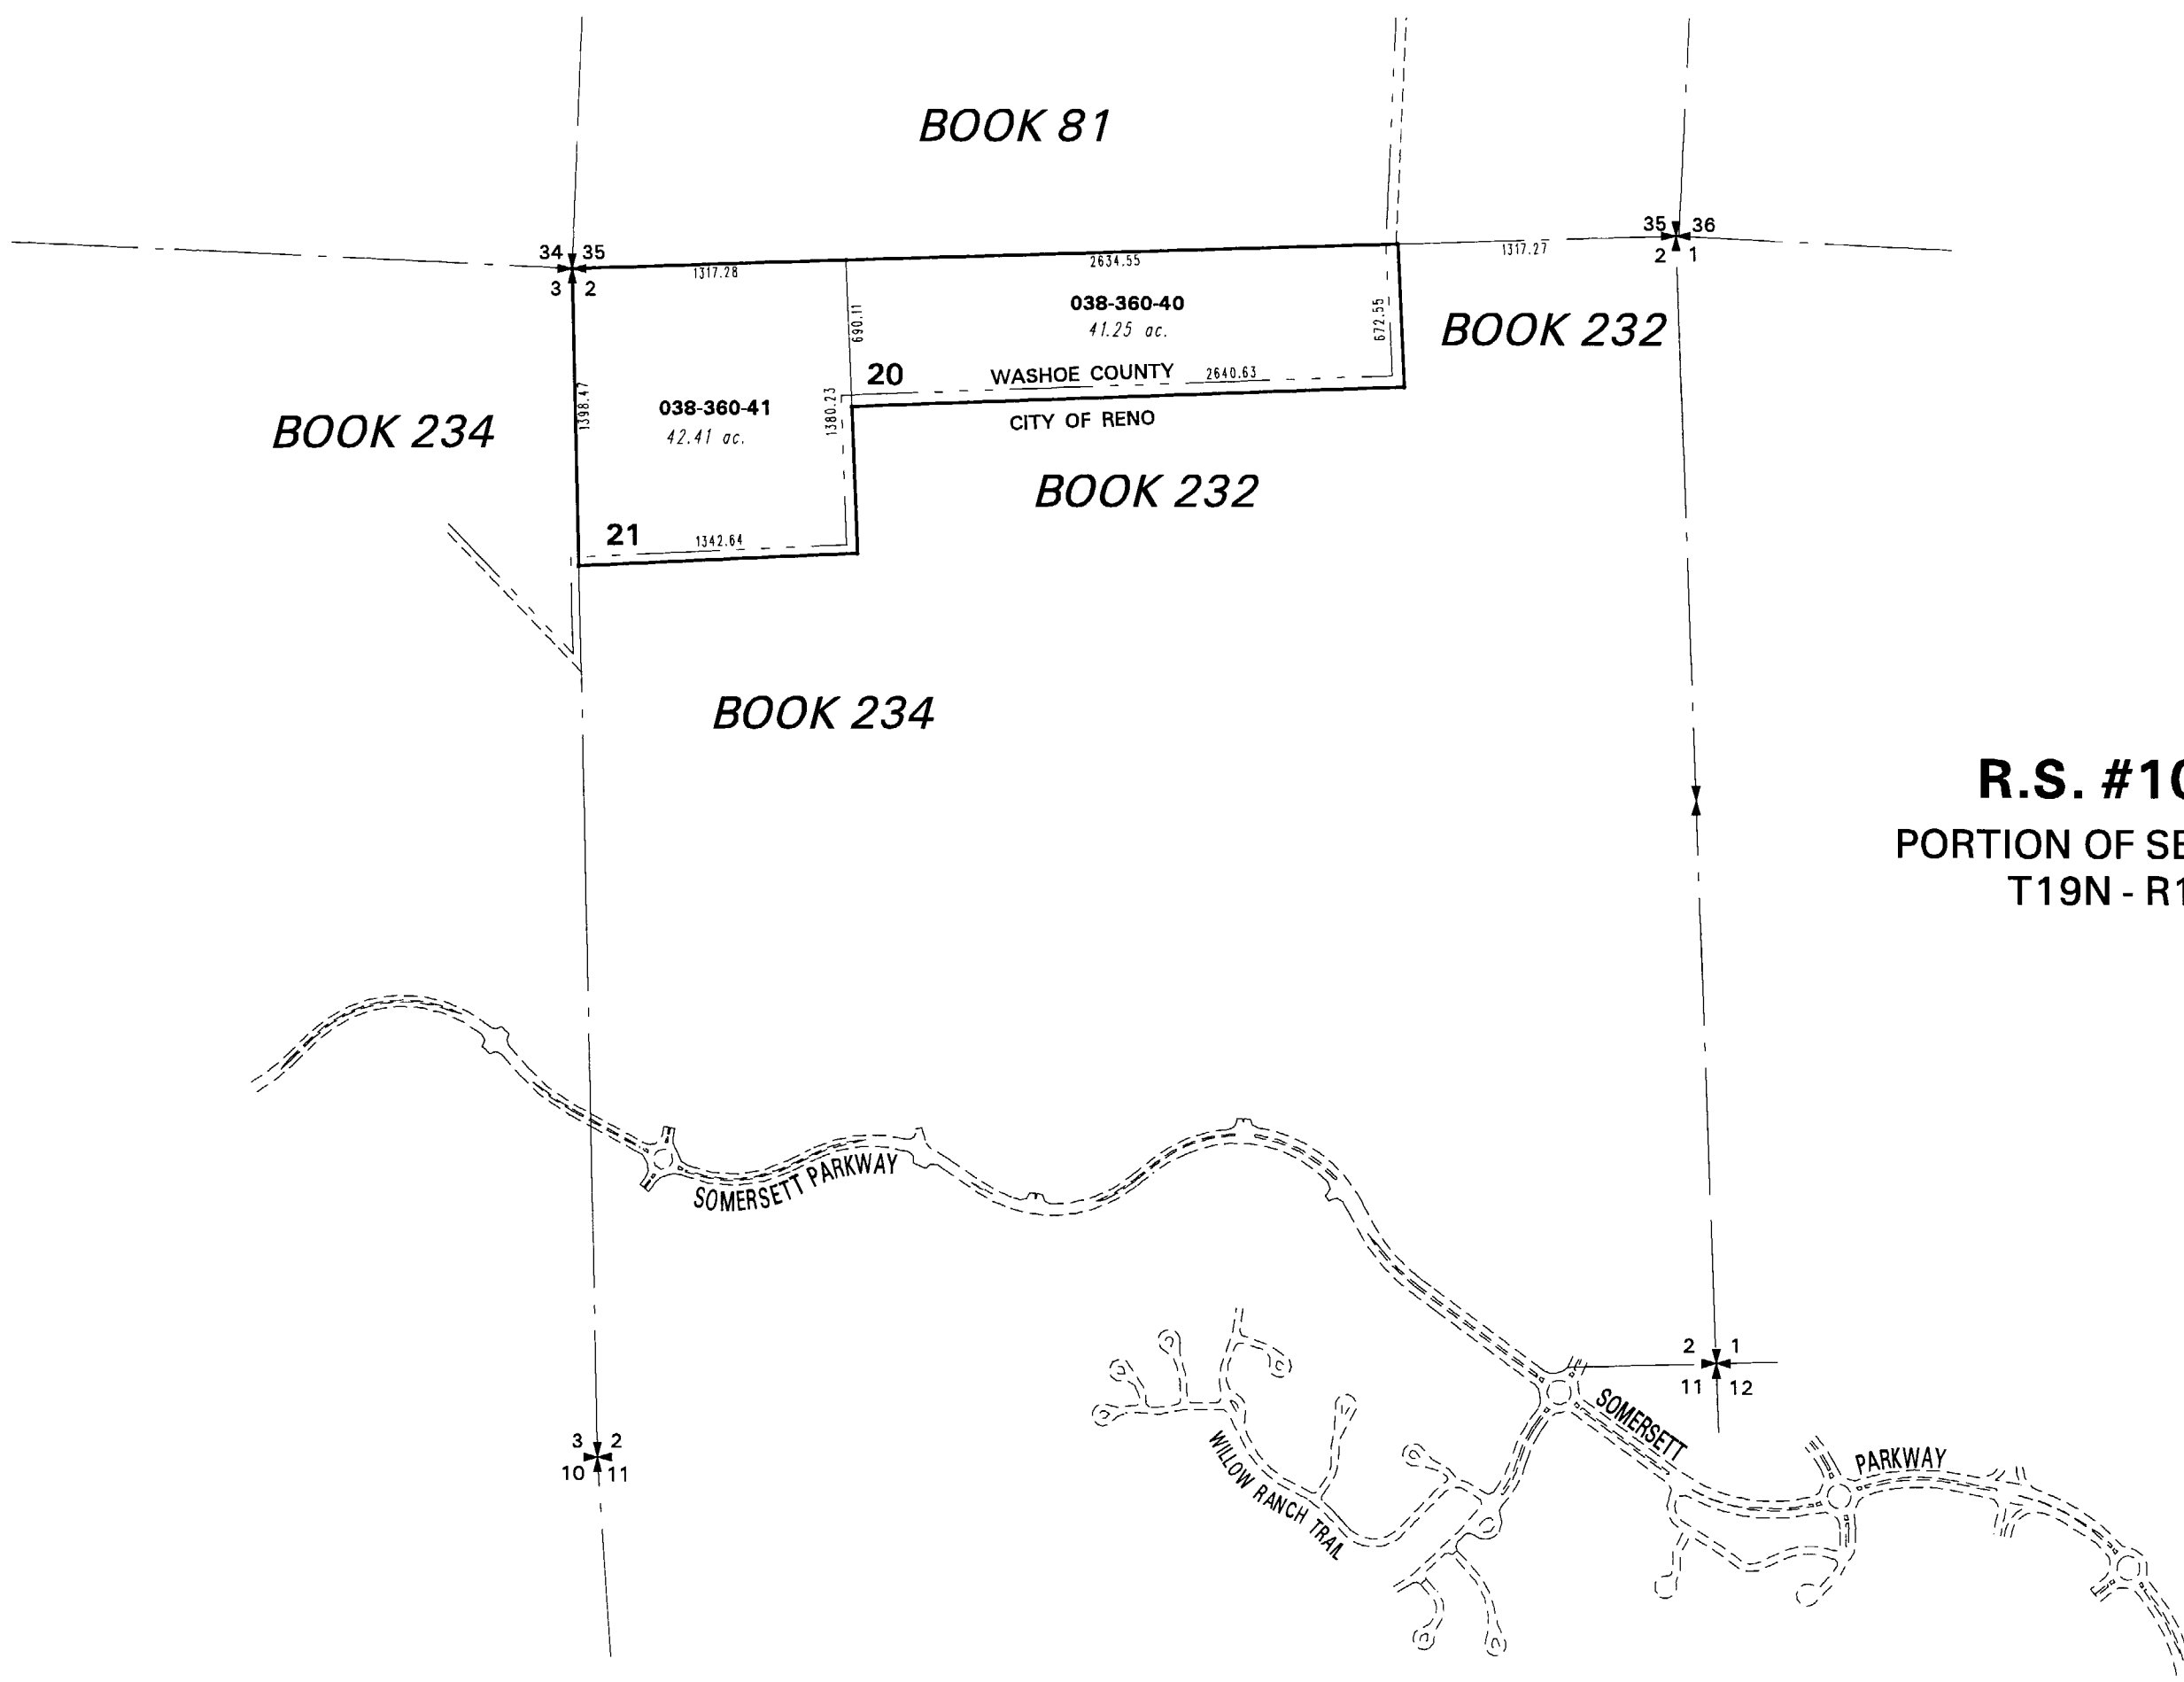 BOOK 81
34 35
3 2
35 36
2 1
1317.28
2634.55
1317.27
038-360-40
41.25 ac.
690.11
672.55
BOOK 232
20
WASHOE COUNTY
2640.63
CITY OF RENO
038-360-41
42.41 ac.
1398.47
1380.23
BOOK 234
BOOK 232
21
1342.64
BOOK 234
R.S. #10
PORTION OF SE
T19N - R1
SOMERSETT PARKWAY
2 1
11 12
SOMERSETT
PARKWAY
WILLOW RANCH TRAIL
3 2
10 11